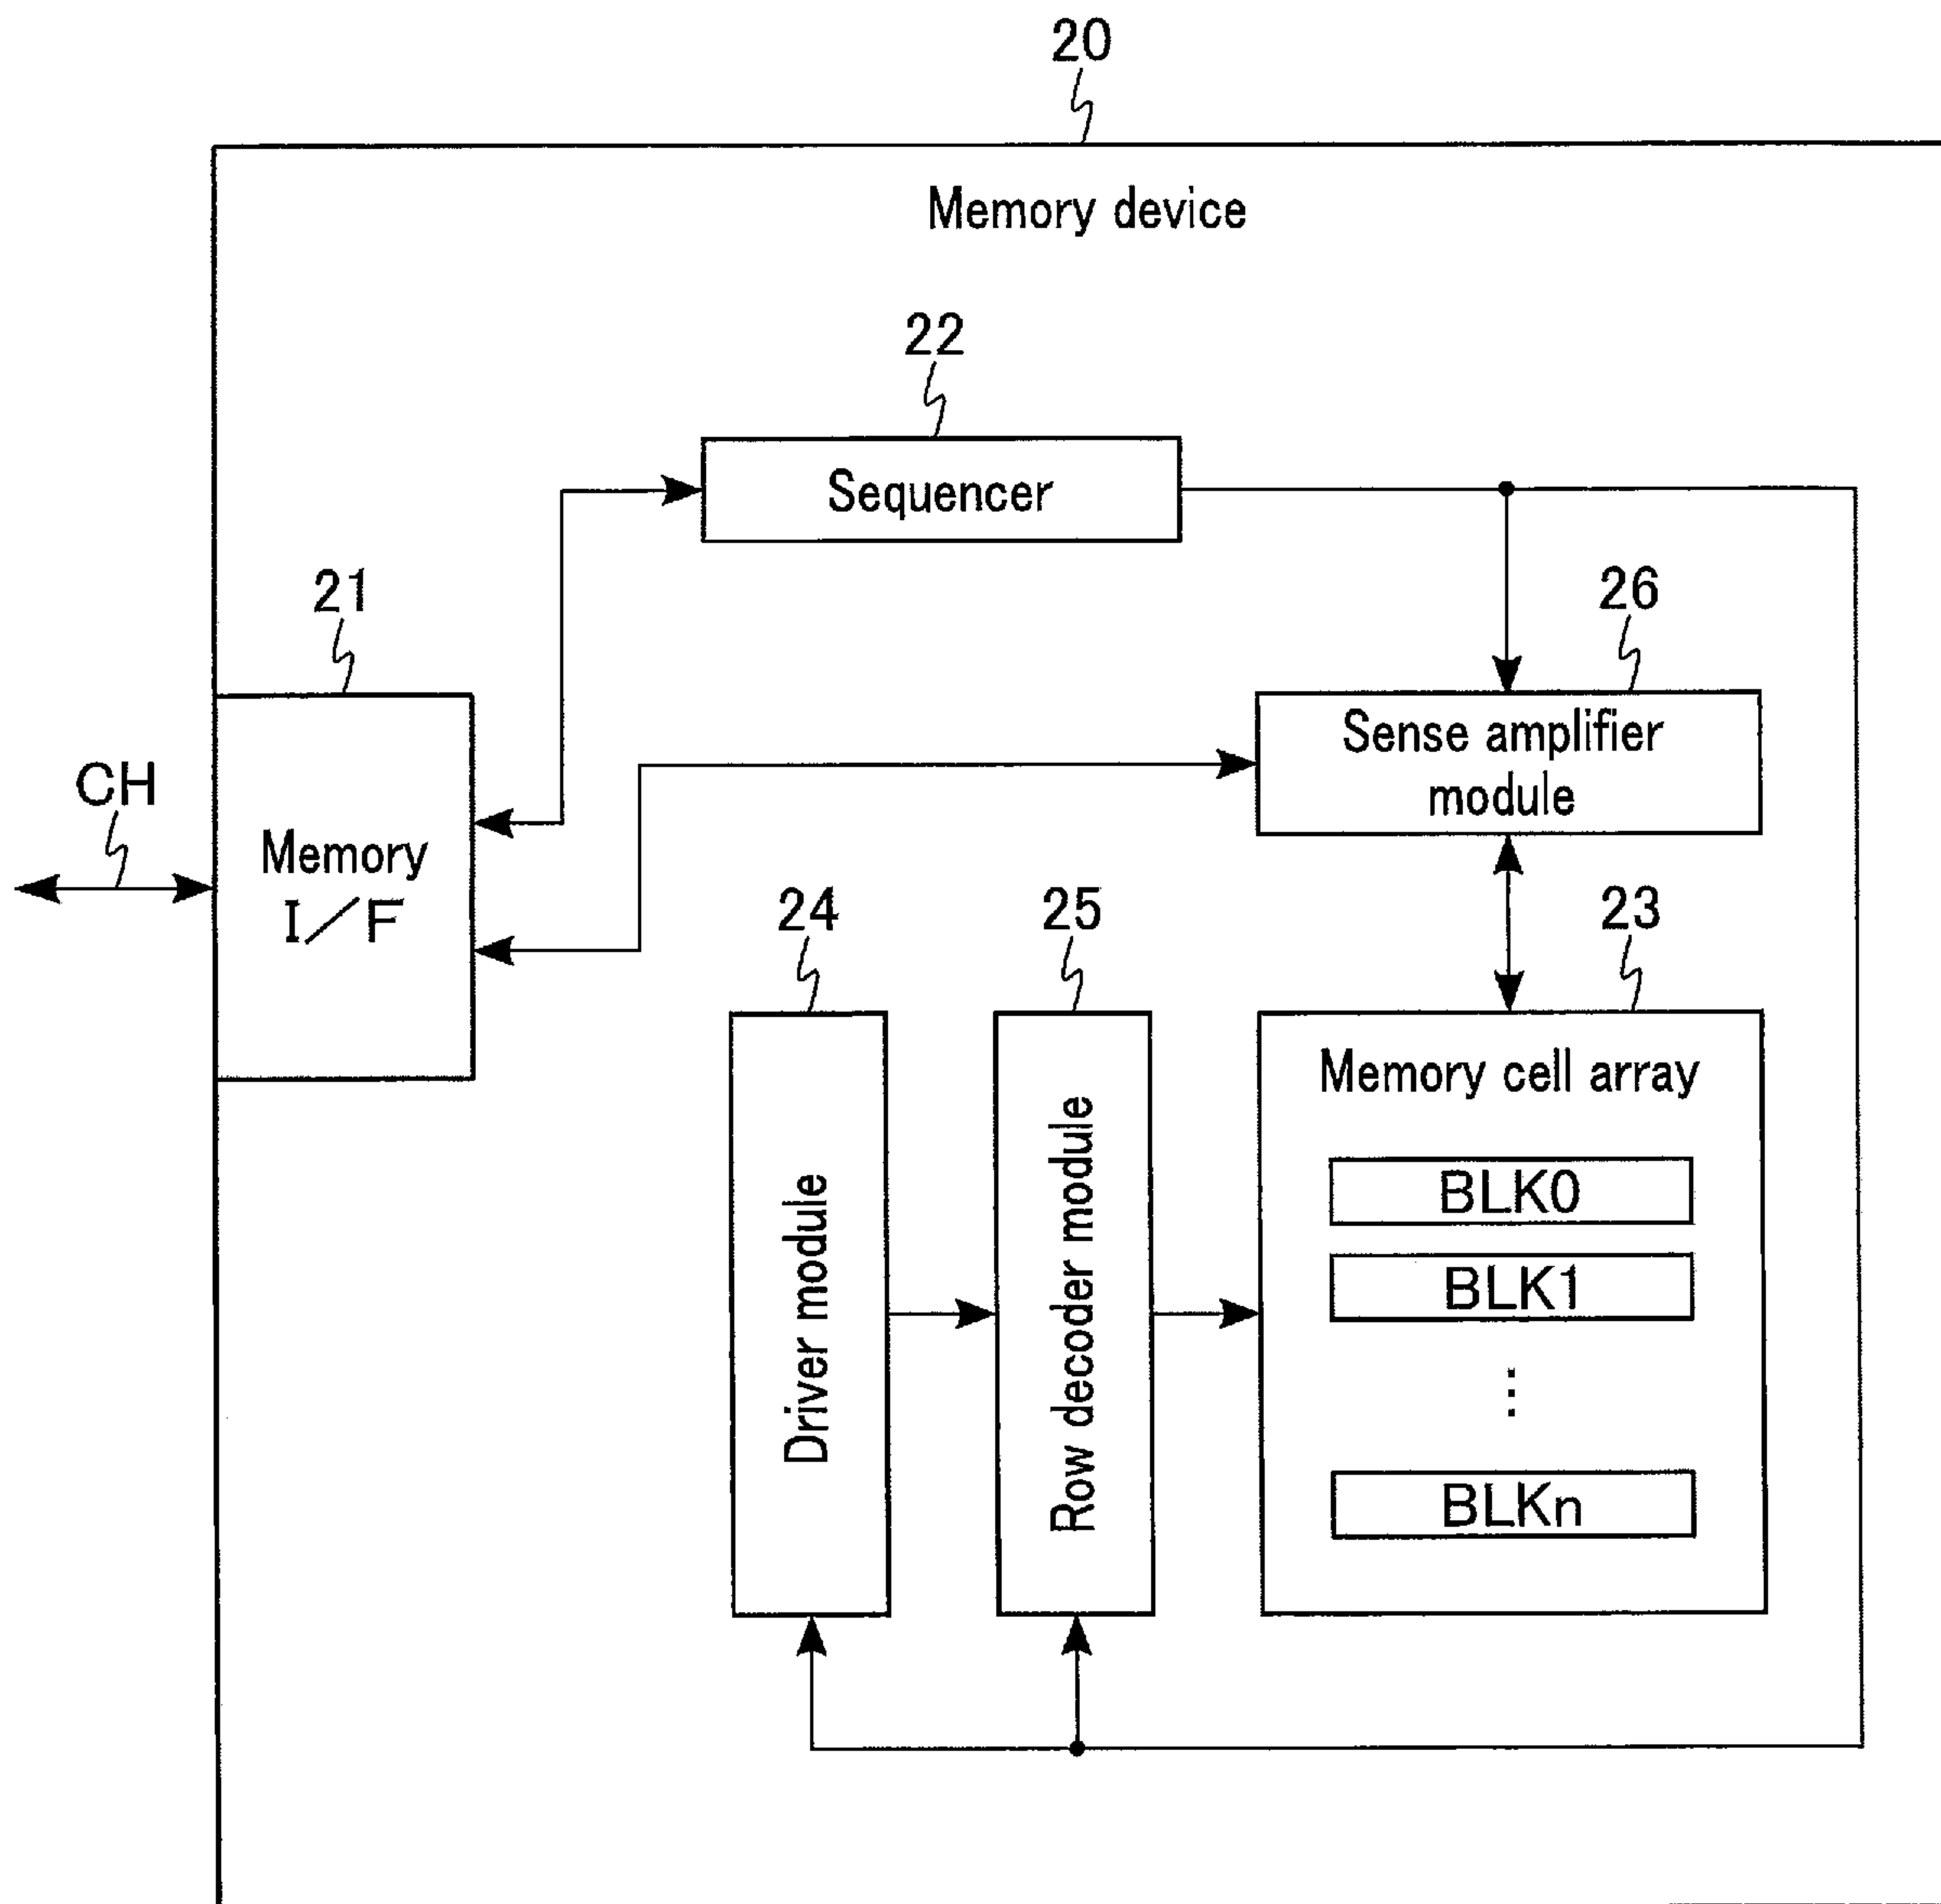 20
Memory device
22
Sequencer
21
26
Sense amplifier
module
CH
Memory
I/F
24
25
23
Driver module
Row decoder module
Memory cell array
BLK0
BLK1
⋮
BLKn